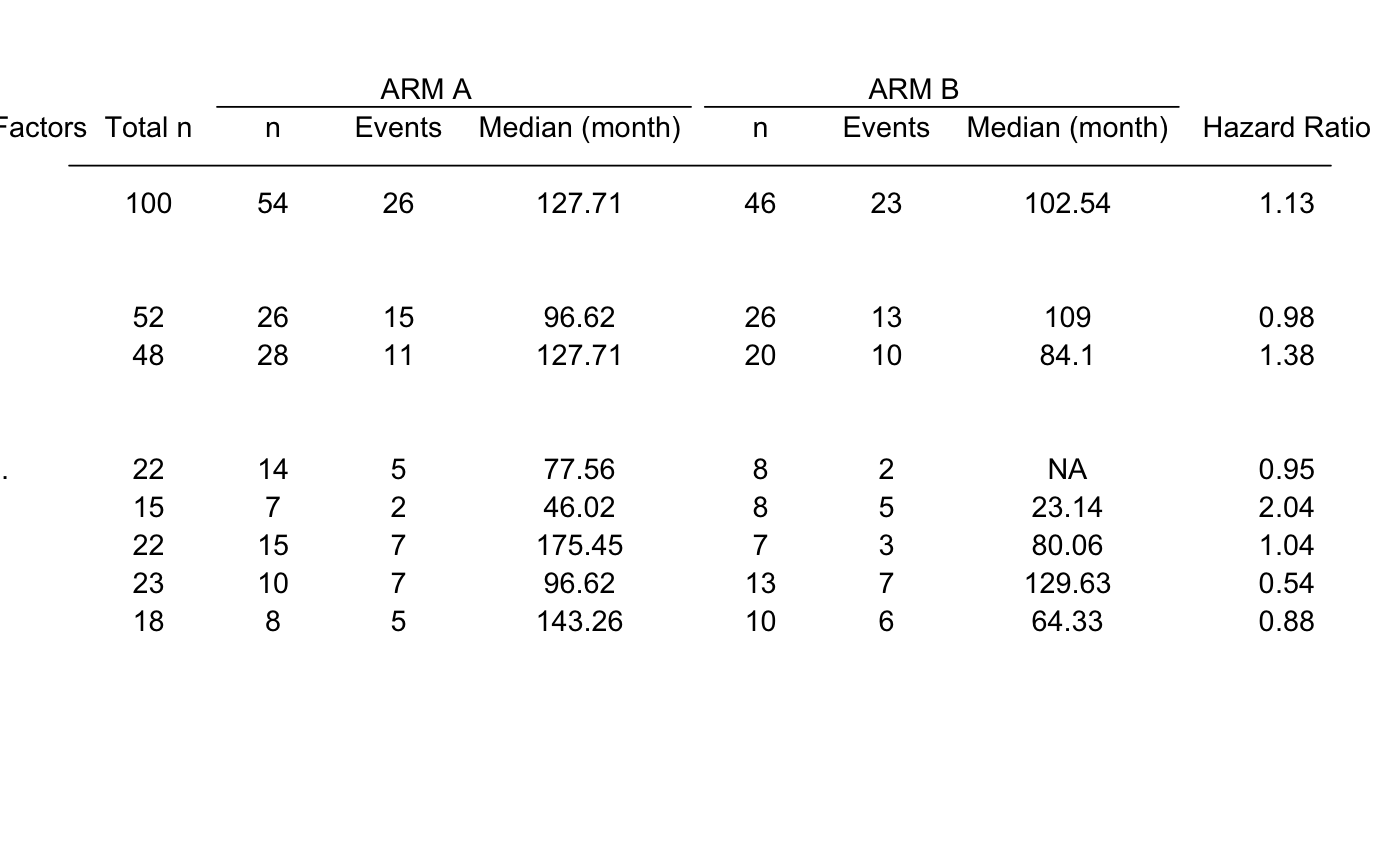 ARM A ARM B
Factors Total n n Events Median (month) n Events Median (month) Hazard Ratio
100 54 26 127.71 46 23 102.54 1.13
52 26 15 96.62 26 13 109 0.98
48 28 11 127.71 20 10 84.1 1.38
. 22 14 5 77.56 8 2 NA 0.95
15 7 2 46.02 8 5 23.14 2.04
22 15 7 175.45 7 3 80.06 1.04
23 10 7 96.62 13 7 129.63 0.54
18 8 5 143.26 10 6 64.33 0.88